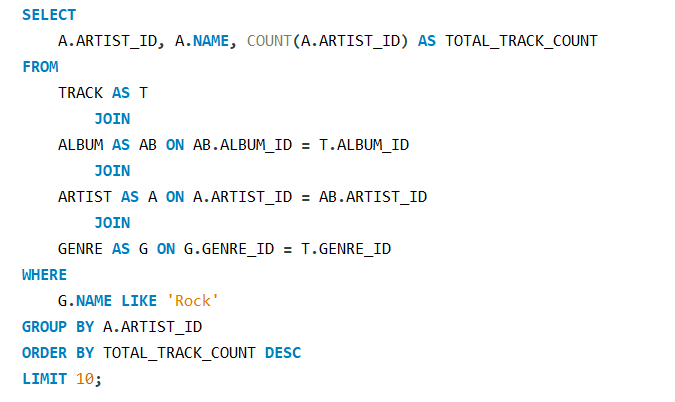 SELECT
A.ARTIST_ID, A.NAME, COUNT(A.ARTIST_ID) AS TOTAL_TRACK_COUNT
FROM
TRACK AS T
JOIN
ALBUM AS AB ON AB.ALBUM_ID = T.ALBUM_ID
JOIN
ARTIST AS A ON A.ARTIST_ID = AB.ARTIST_ID
JOIN
GENRE AS G ON G.GENRE_ID = T.GENRE_ID
WHERE
G.NAME LIKE 'Rock'
GROUP BY A.ARTIST_ID
ORDER BY TOTAL_TRACK_COUNT DESC
LIMIT 10;